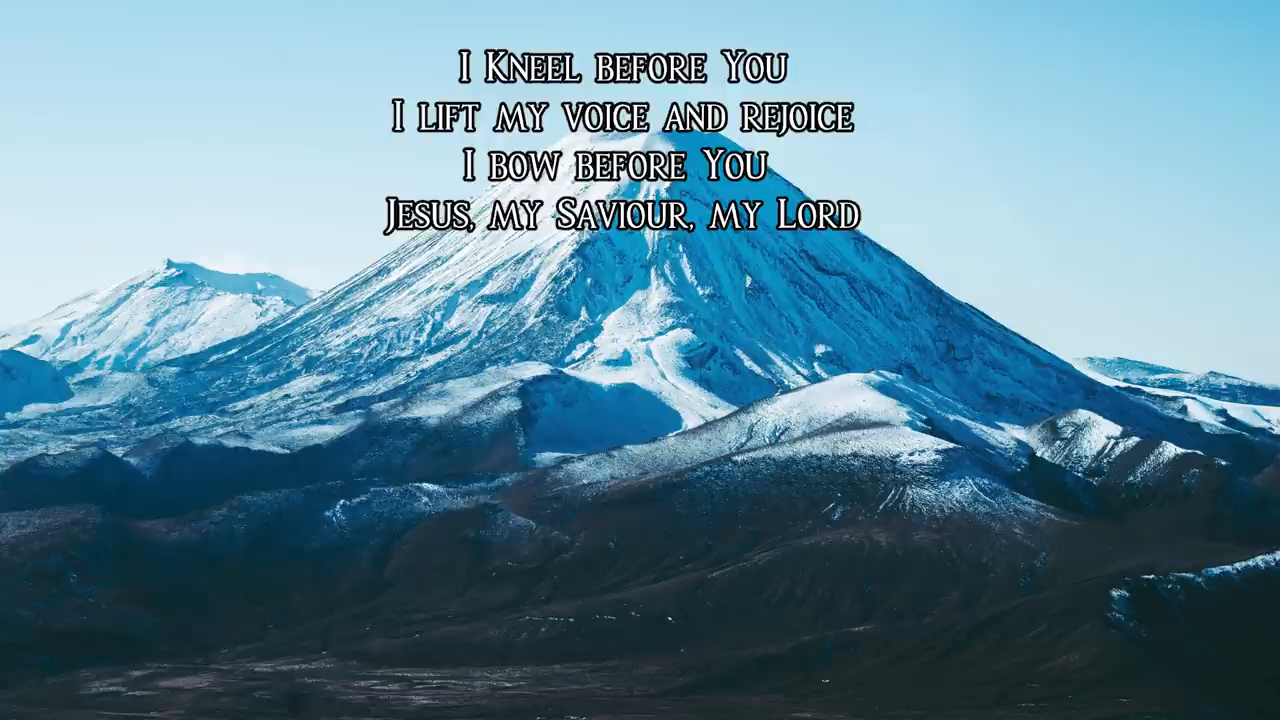 I Kneel before You
I lift my voice and rejoice
I bow before You
Jesus, my Saviour, my Lord